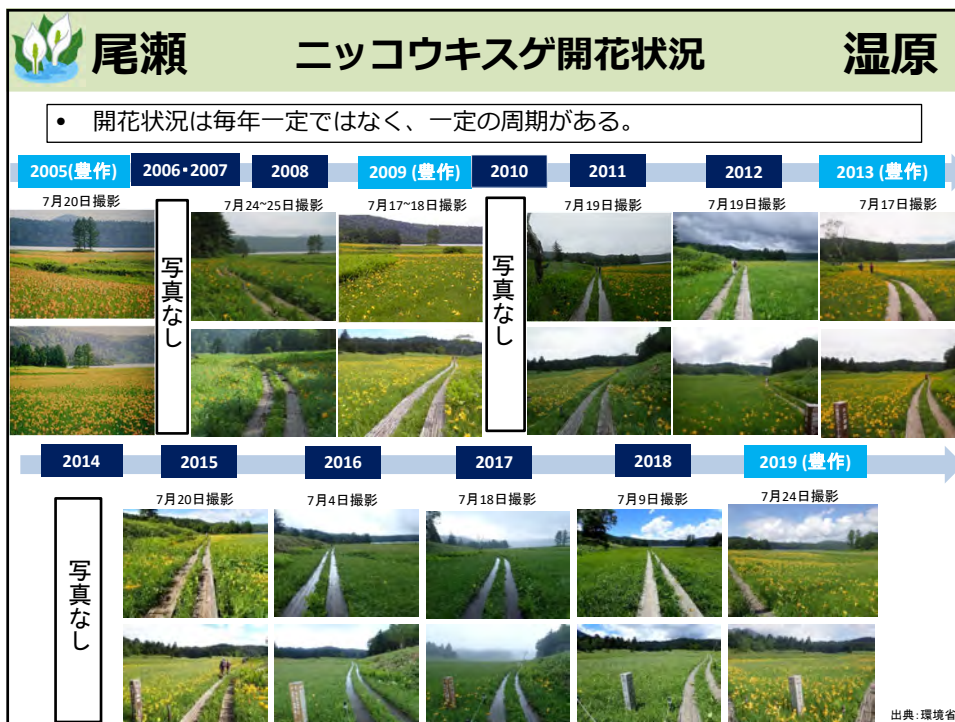 尾瀬 ニッコウキスゲ開花状況 湿原
• 開花状況は毎年一定ではなく、一定の周期がある。
2005(豊作) 2006・2007 2008 2009 (豊作) 2010 2011 2012 2013 (豊作)
7月20日撮影 7月24~25日撮影 7月17~18日撮影 7月19日撮影 7月19日撮影 7月17日撮影
写真なし
写真なし
2014 2015 2016 2017 2018 2019 (豊作)
7月20日撮影 7月4日撮影 7月18日撮影 7月9日撮影 7月24日撮影
写真なし
出典:環境省